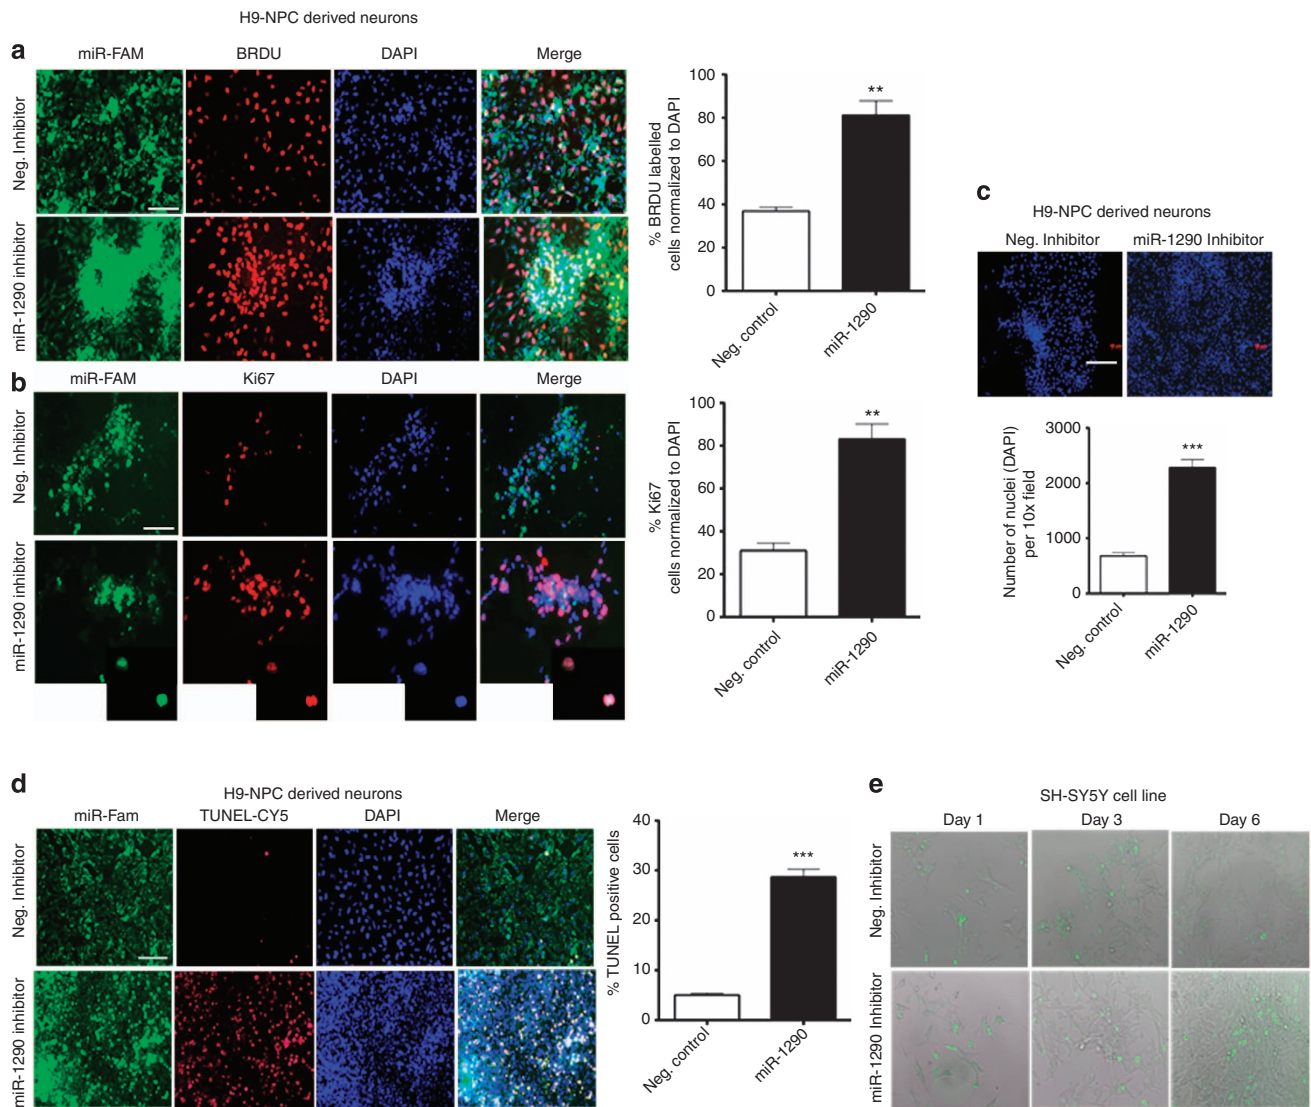 H9-NPC derived neurons
a
miR-FAM
BRDU
DAPI
Merge
Neg. Inhibitor
miR-1290 inhibitor
% BRDU labelled
cells normalized to DAPI
100
80
60
40
20
0
**
Neg. control
miR-1290
b
miR-FAM
Ki67
DAPI
Merge
Neg. Inhibitor
miR-1290 inhibitor
% Ki67
cells normalized to DAPI
100
80
60
40
20
0
**
Neg. control
miR-1290
c
H9-NPC derived neurons
Neg. Inhibitor
miR-1290 Inhibitor
Number of nuclei (DAPI)
per 10x field
3000
2000
1000
0
***
Neg. control
miR-1290
d
H9-NPC derived neurons
miR-Fam
TUNEL-CY5
DAPI
Merge
Neg. Inhibitor
miR-1290 inhibitor
% TUNEL positive cells
40
30
20
10
0
***
Neg. control
miR-1290
e
SH-SY5Y cell line
Day 1
Day 3
Day 6
Neg. Inhibitor
miR-1290 Inhibitor